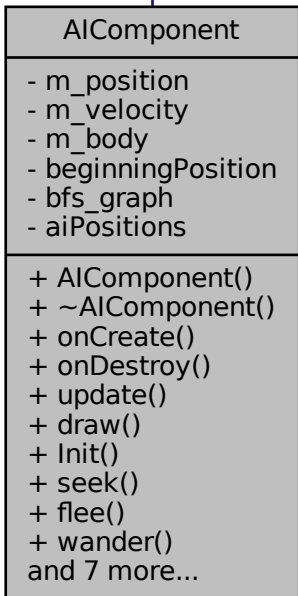 AIComponent
- m_position
- m_velocity
- m_body
- beginningPosition
- bfs_graph
- aiPositions
+ AIComponent()
+ ~AIComponent()
+ onCreate()
+ onDestroy()
+ update()
+ draw()
+ Init()
+ seek()
+ flee()
+ wander()
and 7 more...